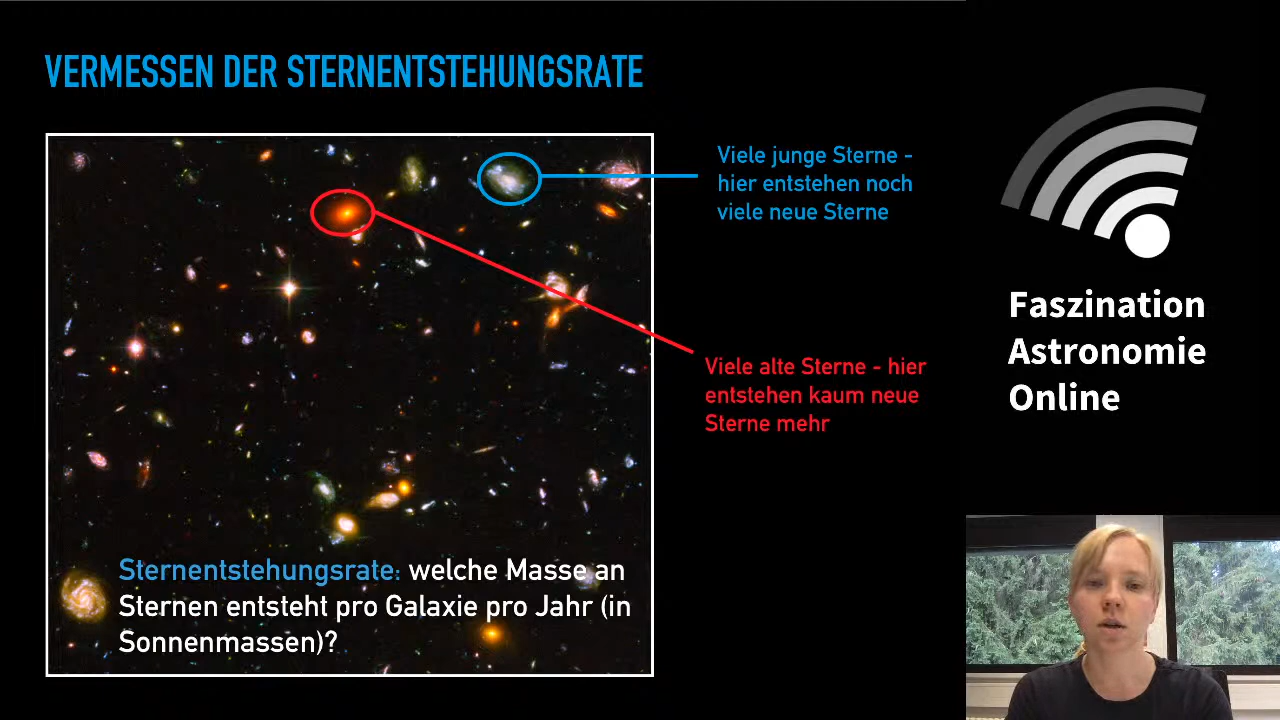 VERMESSEN DER STERNENTSTEHUNGSRATE
Viele junge Sterne -
hier entstehen noch
viele neue Sterne
Viele alte Sterne - hier
entstehen kaum neue
Sterne mehr
Sternentstehungsrate: welche Masse an
Sternen entsteht pro Galaxie pro Jahr (in
Sonnenmassen)?
Faszination
Astronomie
Online